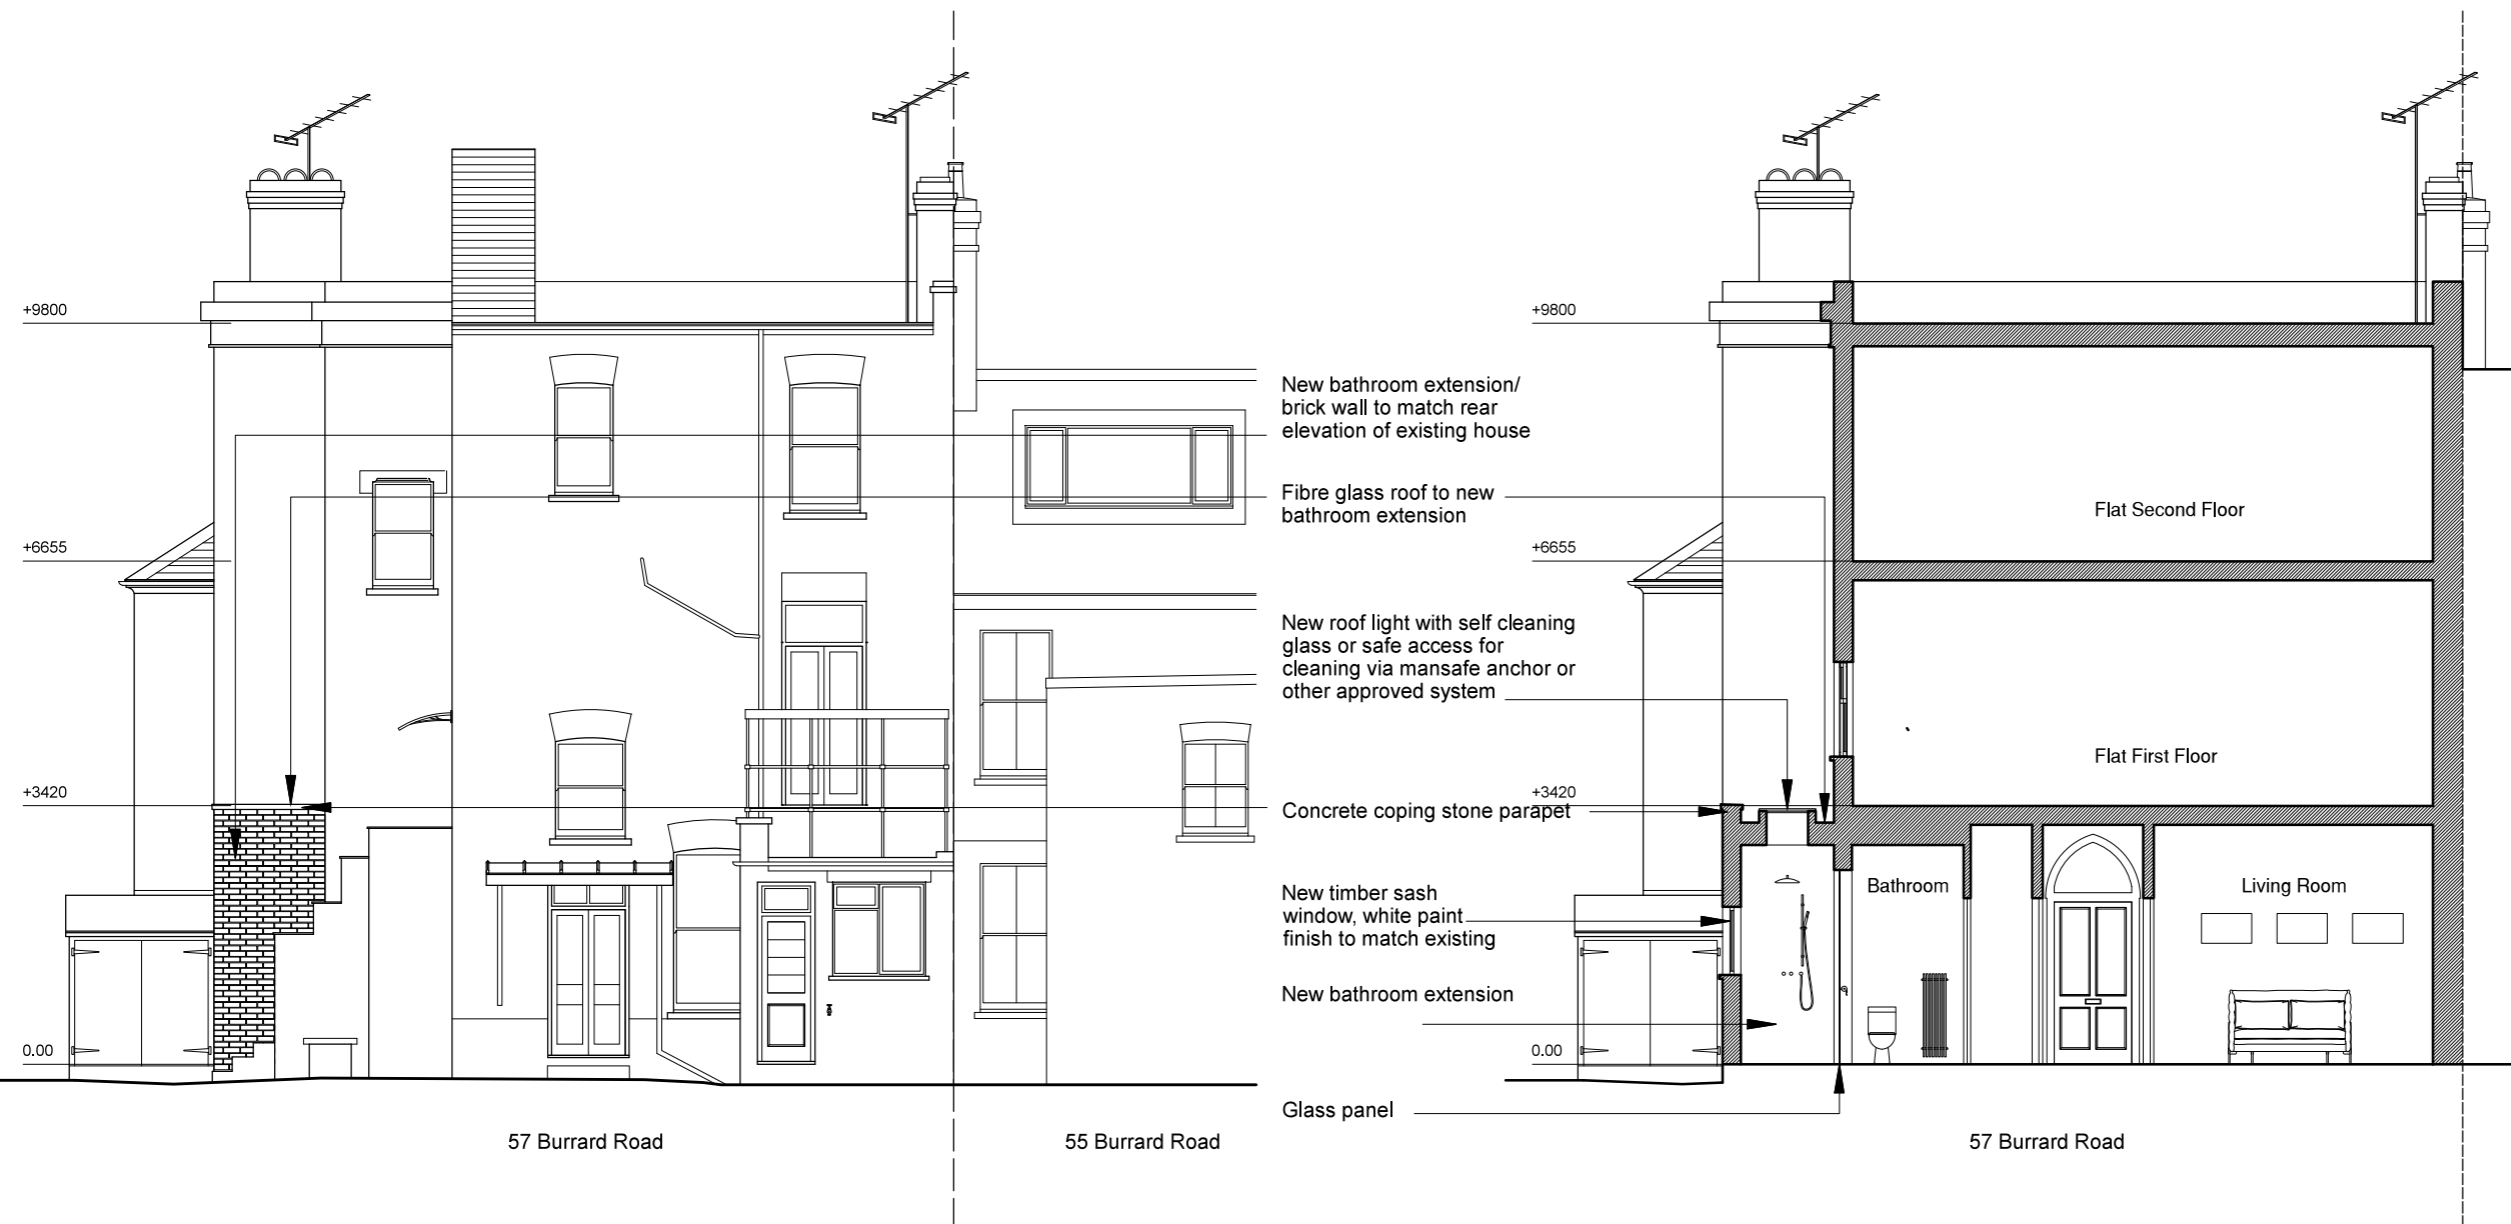 +9800
+6655
+3420
0.00
57 Burrard Road
55 Burrard Road
New bathroom extension/
brick wall to match rear
elevation of existing house
Fibre glass roof to new
bathroom extension
New roof light with self cleaning
glass or safe access for
cleaning via mansafe anchor or
other approved system
Concrete coping stone parapet
New timber sash
window, white paint
finish to match existing
New bathroom extension
Glass panel
+9800
+6655
+3420
0.00
Flat Second Floor
Flat First Floor
Bathroom
Living Room
57 Burrard Road